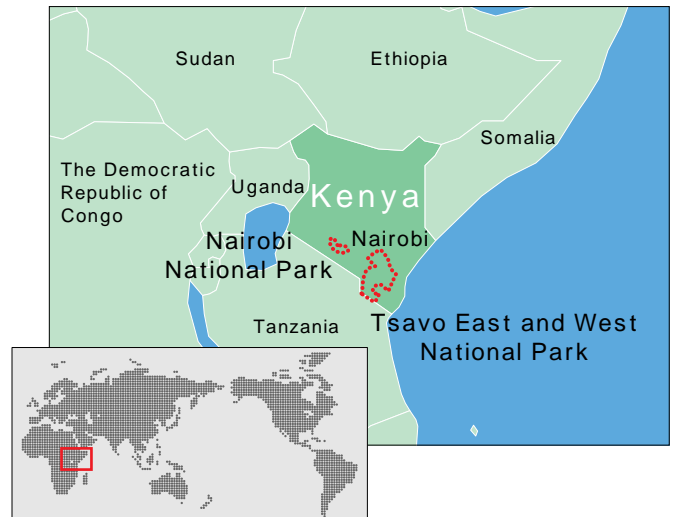 Sudan
Ethiopia
Somalia
The Democratic
Republic of
Congo
Uganda
Kenya
Nairobi
National Park
Nairobi
Tanzania
Tsavo East and West
National Park